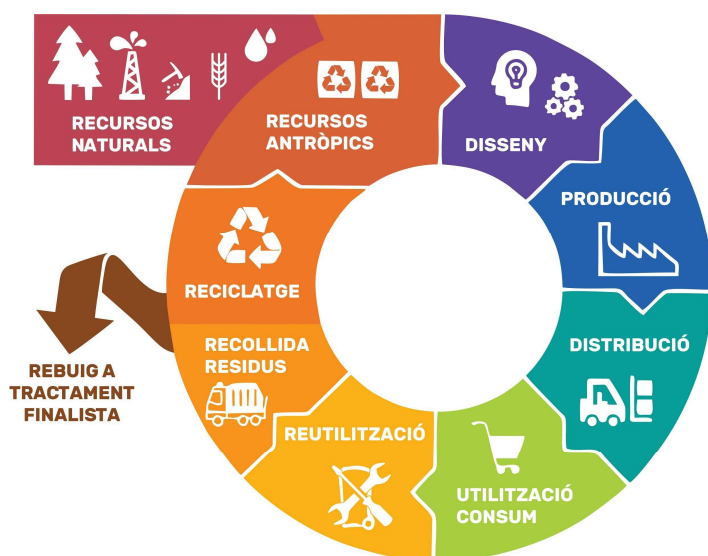 RECURSOS
NATURALS
RECURSOS
ANTRÒPICS
DISSENY
PRODUCCIÓ
DISTRIBUCIÓ
UTILITZACIÓ
CONSUM
REUTILITZACIÓ
RECOLLIDA
RESIDUS
RECICLATGE
REBUIG A
TRACTAMENT
FINALISTA